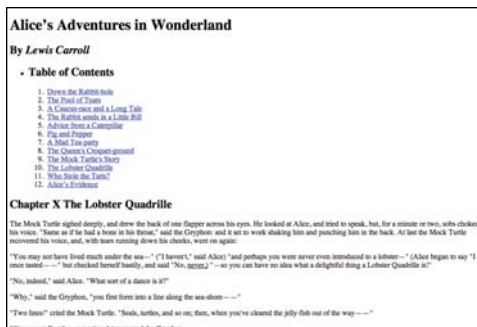 Alice's Adventures in Wonderland
By Lewis Carroll
• Table of Contents
1. Down the Rabbit-hole
2. The Pool of Tears
3. A Caucus-race and a Long Tale
4. The Rabbit sends in a Little Bill
5. Advice from a Caterpillar
6. Pig and Pepper
7. A Mad Tea-party
8. The Queen's Croquet-ground
9. The Mock Turtle's Story
10. The Lobster Quadrille
11. Who Stole the Tarts?
12. Alice's Evidence
Chapter X The Lobster Quadrille
The Mock Turtle sighed deeply, and drew the back of one flapper across his eyes. He looked at Alice, and tried to speak, but, for a minute or two, sobs choked
his voice. "Same as if he had a bone in his throat," said the Gryphon: and it set to work shaking him and punching him in the back. At last the Mock Turtle
recovered his voice, and, with tears running down his cheeks, went on again:
"You may not have lived much under the sea—" ("I haven't," said Alice) "and perhaps you were never even introduced to a lobster—" (Alice began to say "I
once tasted——" but checked herself hastily, and said "No, never,) "—so you can have no idea what a delightful thing a Lobster Quadrille is!"
"No, indeed," said Alice. "What sort of a dance is it?"
"Why," said the Gryphon, "you first form into a line along the sea-shore——"
"Two lines!" cried the Mock Turtle. "Seals, turtles, and so on; then, when you've cleared the jelly-fish out of the way——"